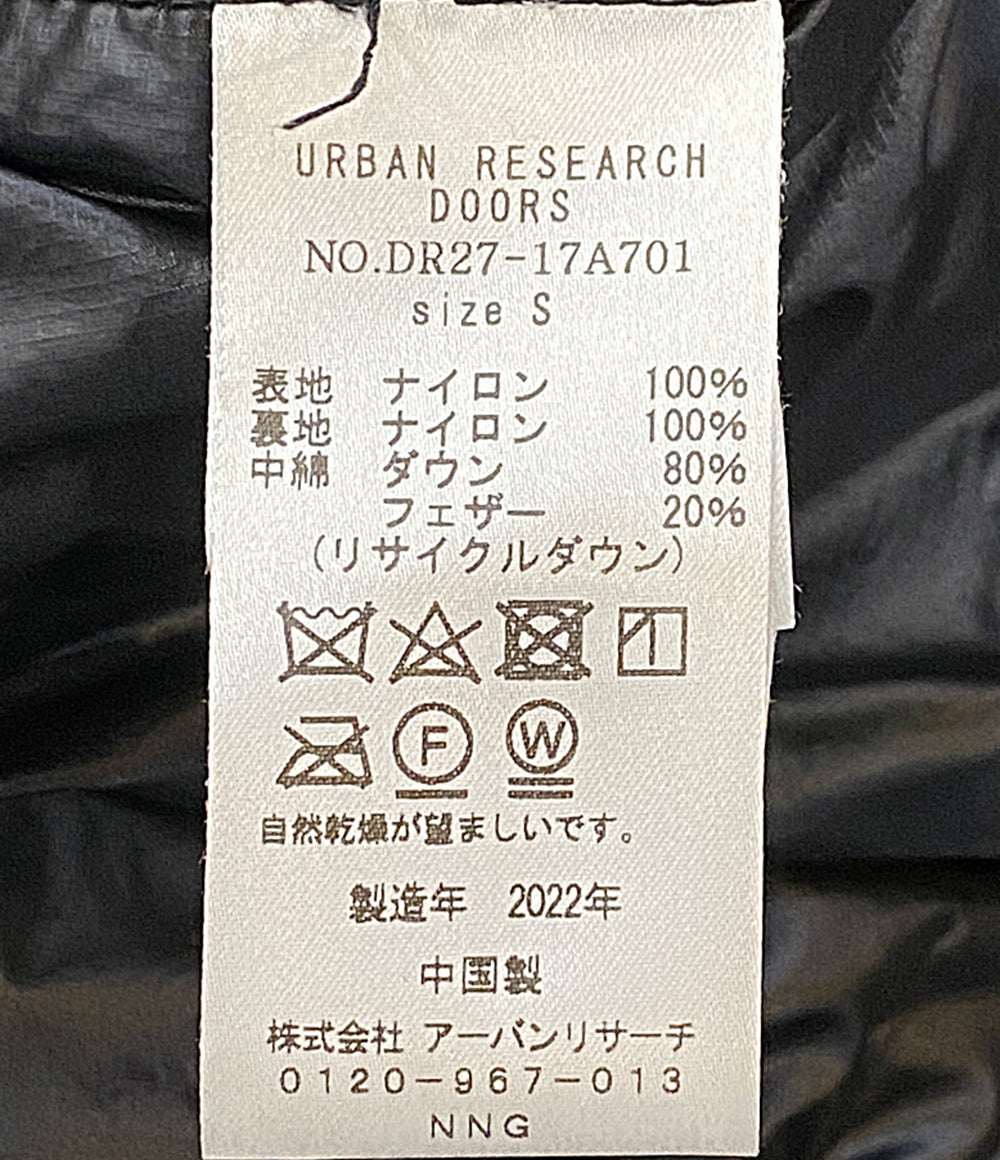 URBAN RESEARCH
DOORS
NO.DR27-17A701
size S
表地 ナイロン 100%
裏地 ナイロン 100%
中綿 ダウン 80%
フェザー 20%
(リサイクルダウン)
F W
自然乾燥が望ましいです。
製造年 2022年
中国製
株式会社 アーバンリサーチ
0120-967-013
NNG